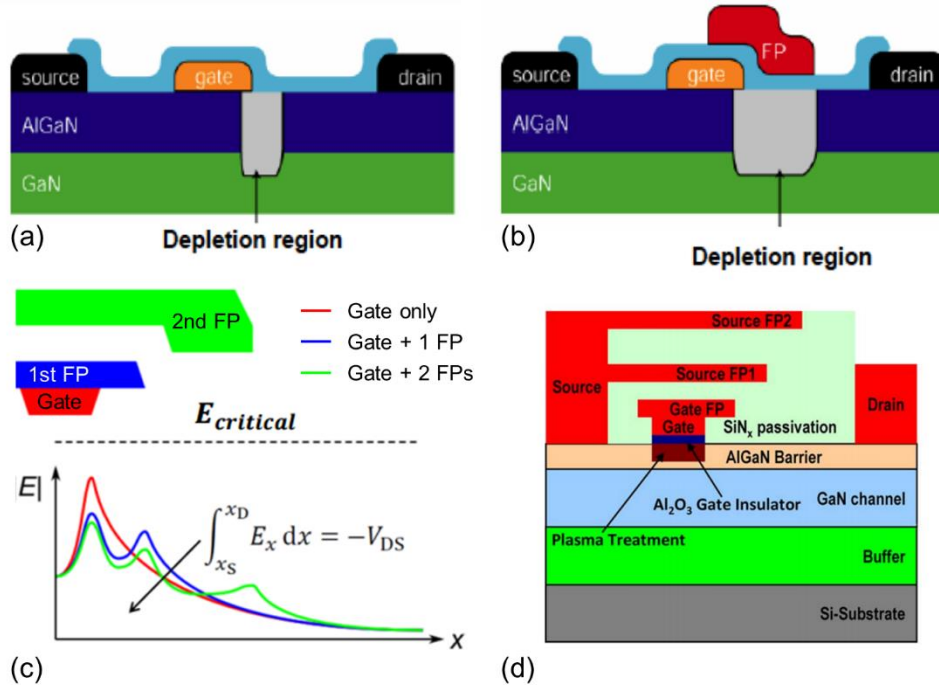 source
gate
drain
AlGaN
GaN
(a)
Depletion region
FP
source
gate
drain
AlGaN
GaN
(b)
Depletion region
2nd FP
1st FP
Gate
Gate only
Gate + 1 FP
Gate + 2 FPs
E_critical
E|
∫_{x_S}^{x_D} E_x dx = −V_DS
x
(c)
Source FP2
Source FP1
Source
Gate FP
Gate
Drain
SiNₓ passivation
AlGaN Barrier
Al₂O₃ Gate Insulator
GaN channel
Plasma Treatment
Buffer
Si-Substrate
(d)